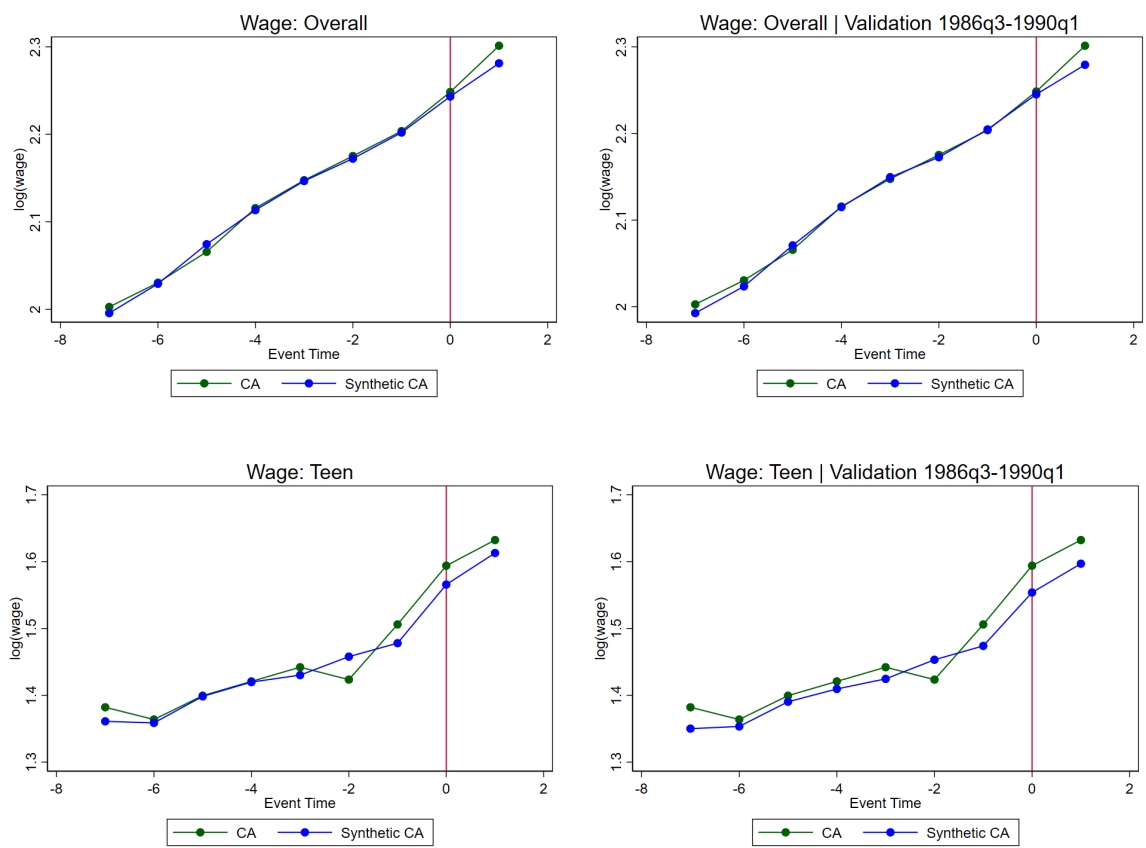 Wage: Overall
log(wage)
2.3
2.2
2.1
2
-8 -6 -4 -2 0 2
Event Time
CA Synthetic CA
Wage: Overall | Validation 1986q3-1990q1
log(wage)
2.3
2.2
2.1
2
-8 -6 -4 -2 0 2
Event Time
CA Synthetic CA
Wage: Teen
log(wage)
1.7
1.6
1.5
1.4
1.3
-8 -6 -4 -2 0 2
Event Time
CA Synthetic CA
Wage: Teen | Validation 1986q3-1990q1
log(wage)
1.7
1.6
1.5
1.4
1.3
-8 -6 -4 -2 0 2
Event Time
CA Synthetic CA